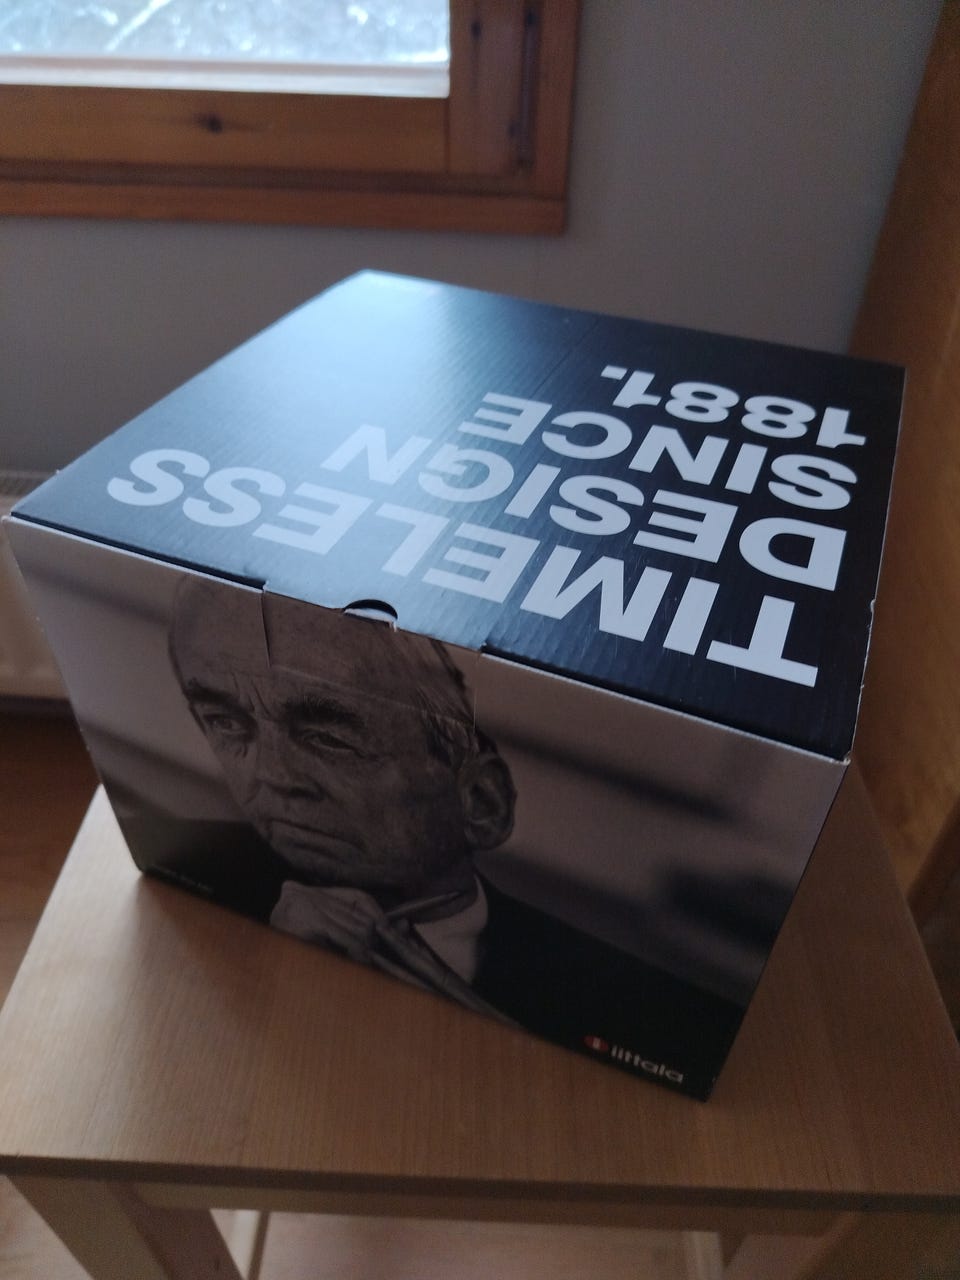 TIMELESS
DESIGN
SINCE
1881.
iittala